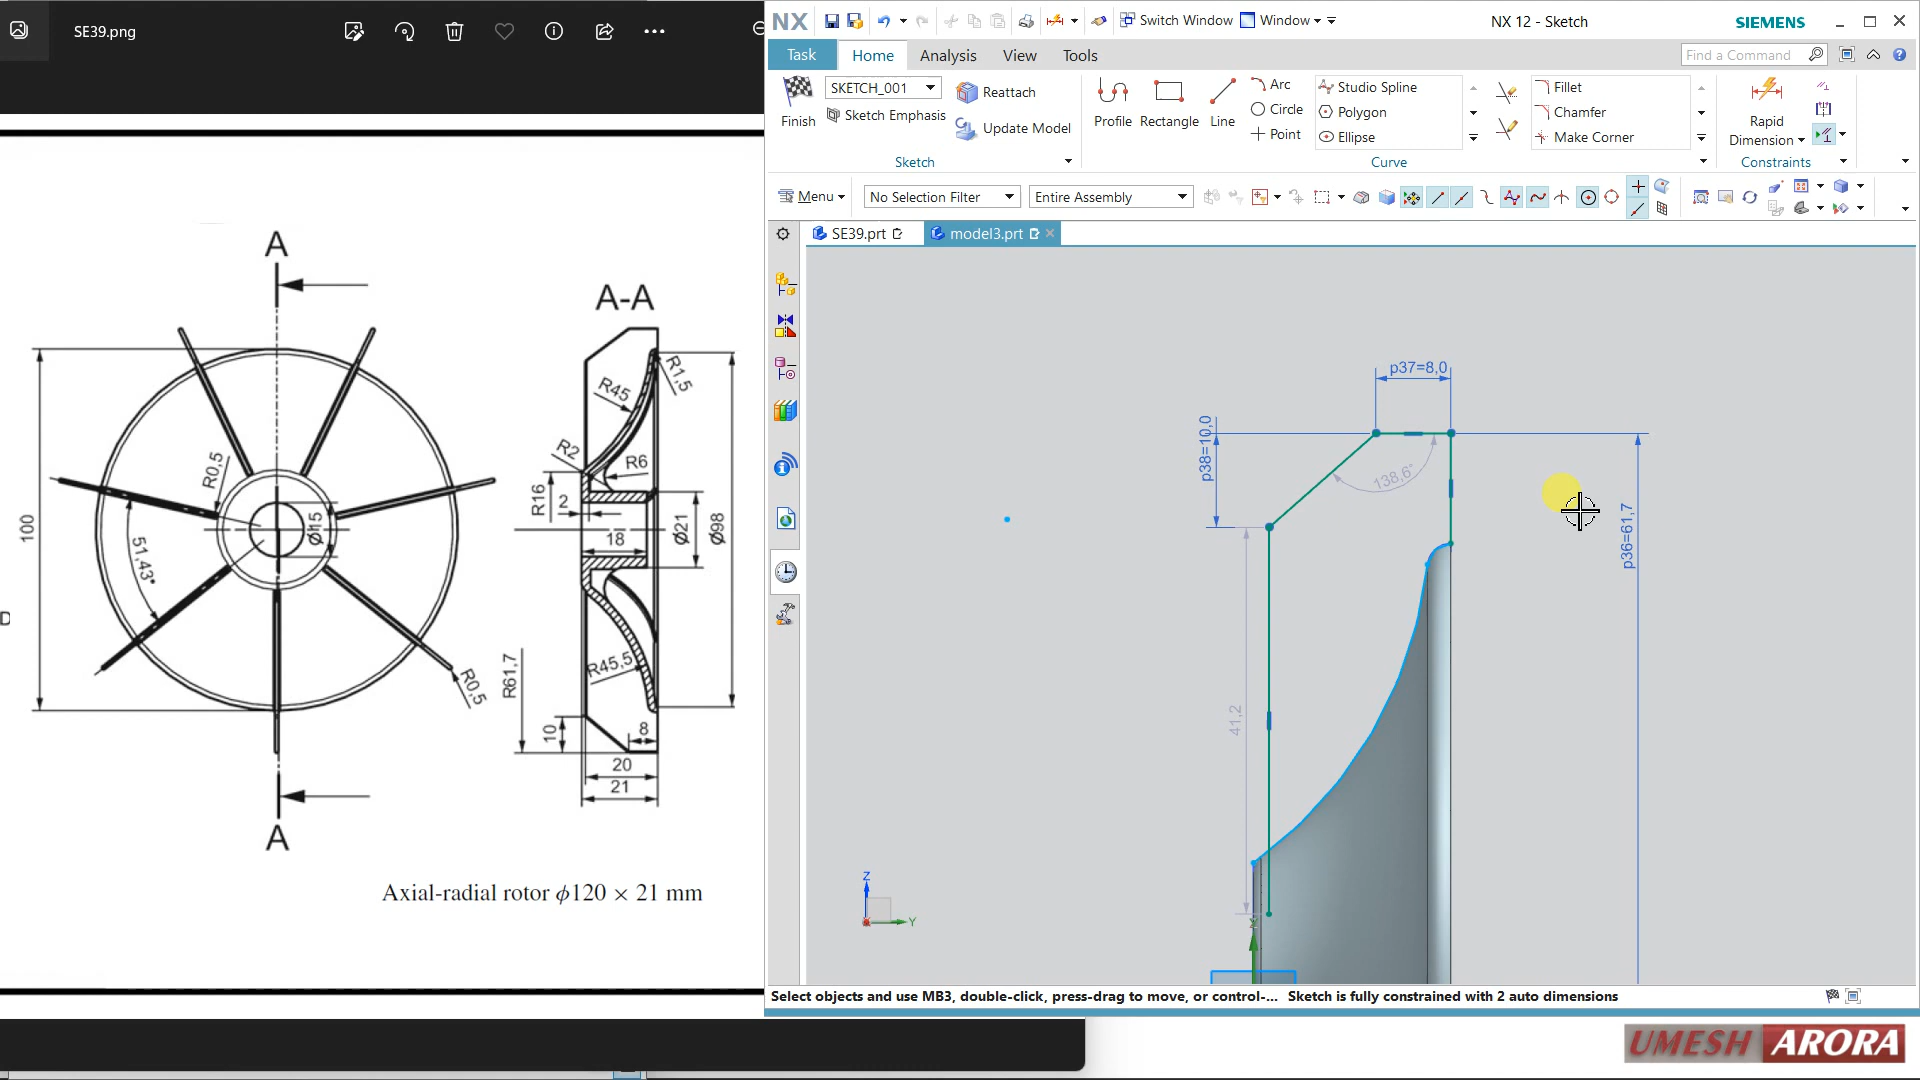 SE39.png
NX
Switch Window
Window
NX 12 - Sketch
SIEMENS
Task
Home
Analysis
View
Tools
Find a Command
Finish
SKETCH_001
Sketch Emphasis
Reattach
Update Model
Sketch
Profile
Rectangle
Line
Arc
Circle
Point
Studio Spline
Polygon
Ellipse
Fillet
Chamfer
Make Corner
Curve
Rapid
Dimension
Constraints
Menu
No Selection Filter
Entire Assembly
SE39.prt
model3.prt
A
A-A
R45
R1,5
R2
R6
R16
2
18
Ø21
Ø98
100
R0,5
Ø15
51,43°
R0,5
R45,5
R61,7
10
8
20
21
A
Axial-radial rotor ϕ120 × 21 mm
p37=8,0
p38=10,0
138,6°
p36=61,7
41,2
Z
Y
Select objects and use MB3, double-click, press-drag to move, or control-...
Sketch is fully constrained with 2 auto dimensions
UMESH ARORA